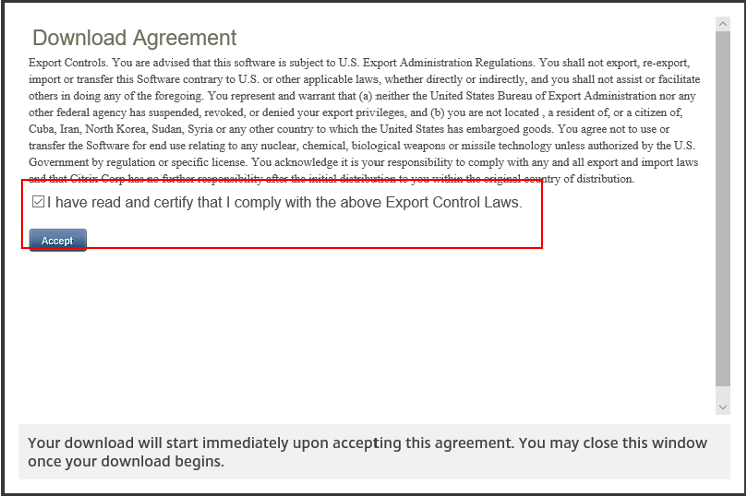 Download Agreement
Export Controls. You are advised that this software is subject to U.S. Export Administration Regulations. You shall not export, re-export,
import or transfer this Software contrary to U.S. or other applicable laws, whether directly or indirectly, and you shall not assist or facilitate
others in doing any of the foregoing. You represent and warrant that (a) neither the United States Bureau of Export Administration nor any
other federal agency has suspended, revoked, or denied your export privileges, and (b) you are not located , a resident of, or a citizen of,
Cuba, Iran, North Korea, Sudan, Syria or any other country to which the United States has embargoed goods. You agree not to use or
transfer the Software for end use relating to any nuclear, chemical, biological weapons or missile technology unless authorized by the U.S.
Government by regulation or specific license. You acknowledge it is your responsibility to comply with any and all export and import laws
and that Citrix Corp has no further responsibility after the initial distribution to you within the original country of distribution.
I have read and certify that I comply with the above Export Control Laws.
Accept
Your download will start immediately upon accepting this agreement. You may close this window
once your download begins.